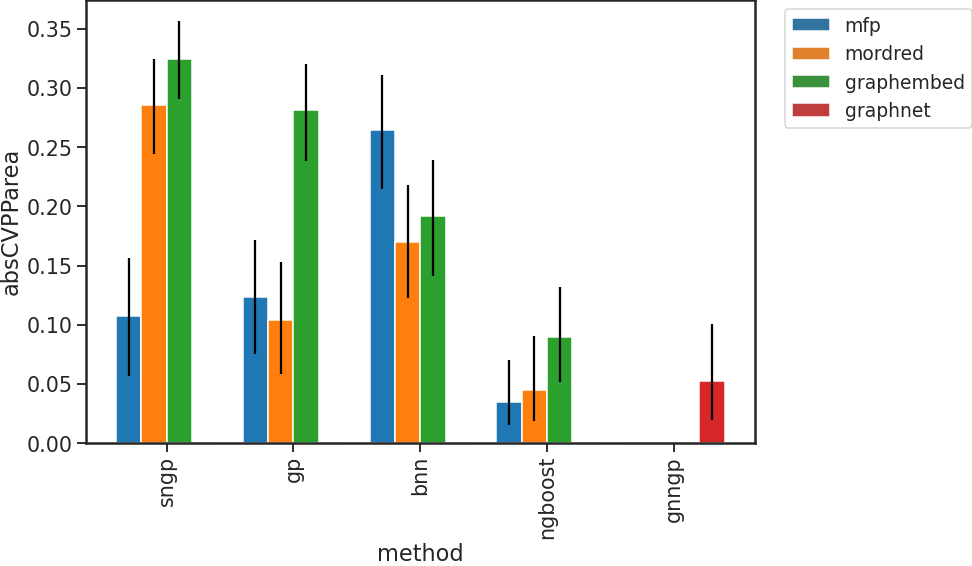 absCVPParea
0.35
0.30
0.25
0.20
0.15
0.10
0.05
0.00
sngp
gp
bnn
ngboost
gnngp
method
mfp
mordred
graphembed
graphnet